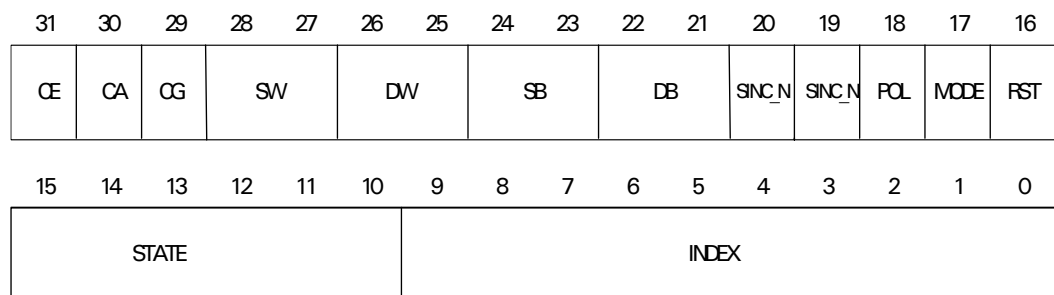 31 30 29 28 27 26 25 24 23 22 21 20 19 18 17 16
CE CA CG SW DW SB DB SINC_N SINC_N POL MODE RST
15 14 13 12 11 10 9 8 7 6 5 4 3 2 1 0
STATE INDEX